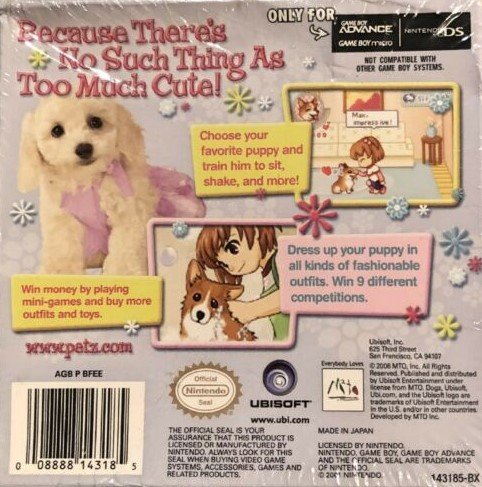 Because There's
No Such Thing As
Too Much Cute!
ONLY FOR
GAME BOY
ADVANCE
GAME BOY micro
NINTENDO DS
NOT COMPATIBLE WITH
OTHER GAME BOY SYSTEMS.
Choose your
favorite puppy and
train him to sit,
shake, and more!
Max:
Impressive!
Dress up your puppy in
all kinds of fashionable
outfits. Win 9 different
competitions.
Win money by playing
mini-games and buy more
outfits and toys.
www.petz.com
AGB P BFEE
0 08888 14318 5
Official
Nintendo
Seal
THE OFFICIAL SEAL IS YOUR
ASSURANCE THAT THIS PRODUCT IS
LICENSED OR MANUFACTURED BY
NINTENDO. ALWAYS LOOK FOR THIS
SEAL WHEN BUYING VIDEO GAME
SYSTEMS, ACCESSORIES, GAMES AND
RELATED PRODUCTS.
UBISOFT
www.ubi.com
Everybody Loves
Ubisoft, Inc.
625 Third Street
San Francisco, CA 94107
© 2006 MTO, Inc. All Rights
Reserved. Published and distributed
by Ubisoft Entertainment under
license from MTO. Dogz, Ubisoft,
Ubi.com, and the Ubisoft logo are
trademarks of Ubisoft Entertainment
in the U.S. and/or in other countries.
Developed by MTO Inc.
MADE IN JAPAN
LICENSED BY NINTENDO.
NINTENDO, GAME BOY, GAME BOY ADVANCE
AND THE OFFICIAL SEAL ARE TRADEMARKS
OF NINTENDO.
© 2001 NINTENDO.
143185-BX